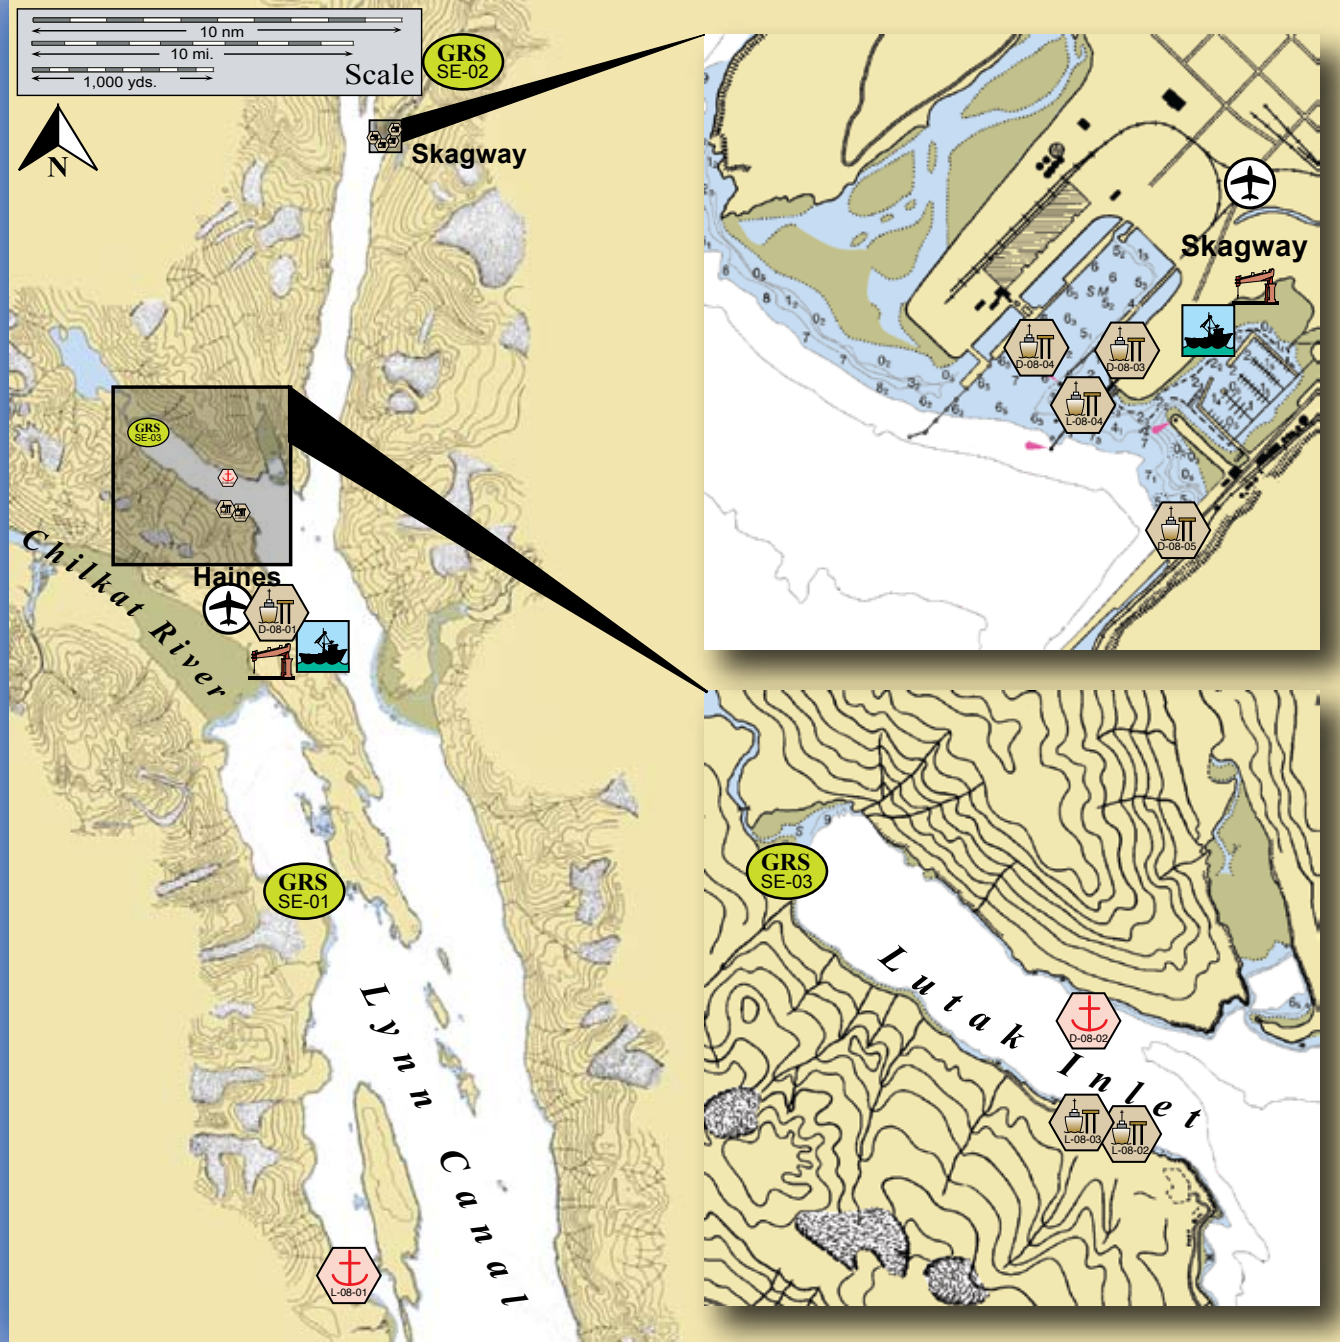 10 nm
10 mi.
1,000 yds.
Scale
N
GRS
SE-02
Skagway
GRS
SE-03
Chilkat River
Haines
D-08-01
GRS
SE-01
Lynn Canal
L-08-01
Skagway
S M
D-08-04
D-08-03
L-08-04
D-08-05
GRS
SE-03
Lutak Inlet
D-08-02
L-08-03
L-08-02